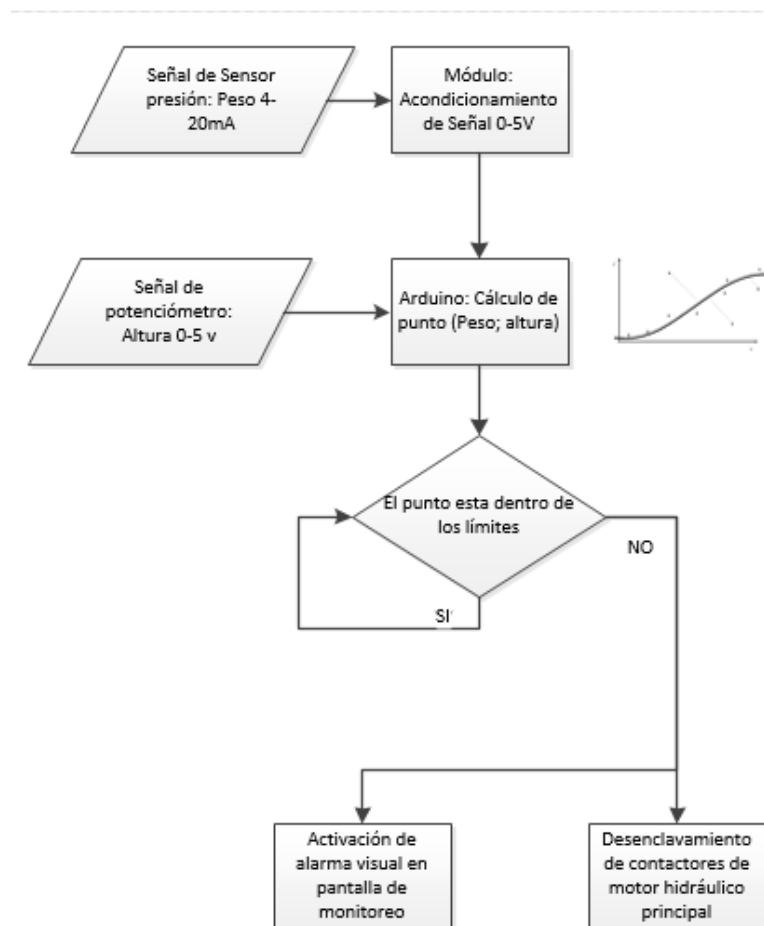 Señal de Sensor
presión: Peso 4-
20mA
Módulo:
Acondicionamiento
de Señal 0-5V
Señal de
potenciómetro:
Altura 0-5 v
Arduino: Cálculo de
punto (Peso; altura)
El punto esta dentro de
los límites
NO
SI
Activación de
alarma visual en
pantalla de
monitoreo
Desenclavamiento
de contactores de
motor hidráulico
principal